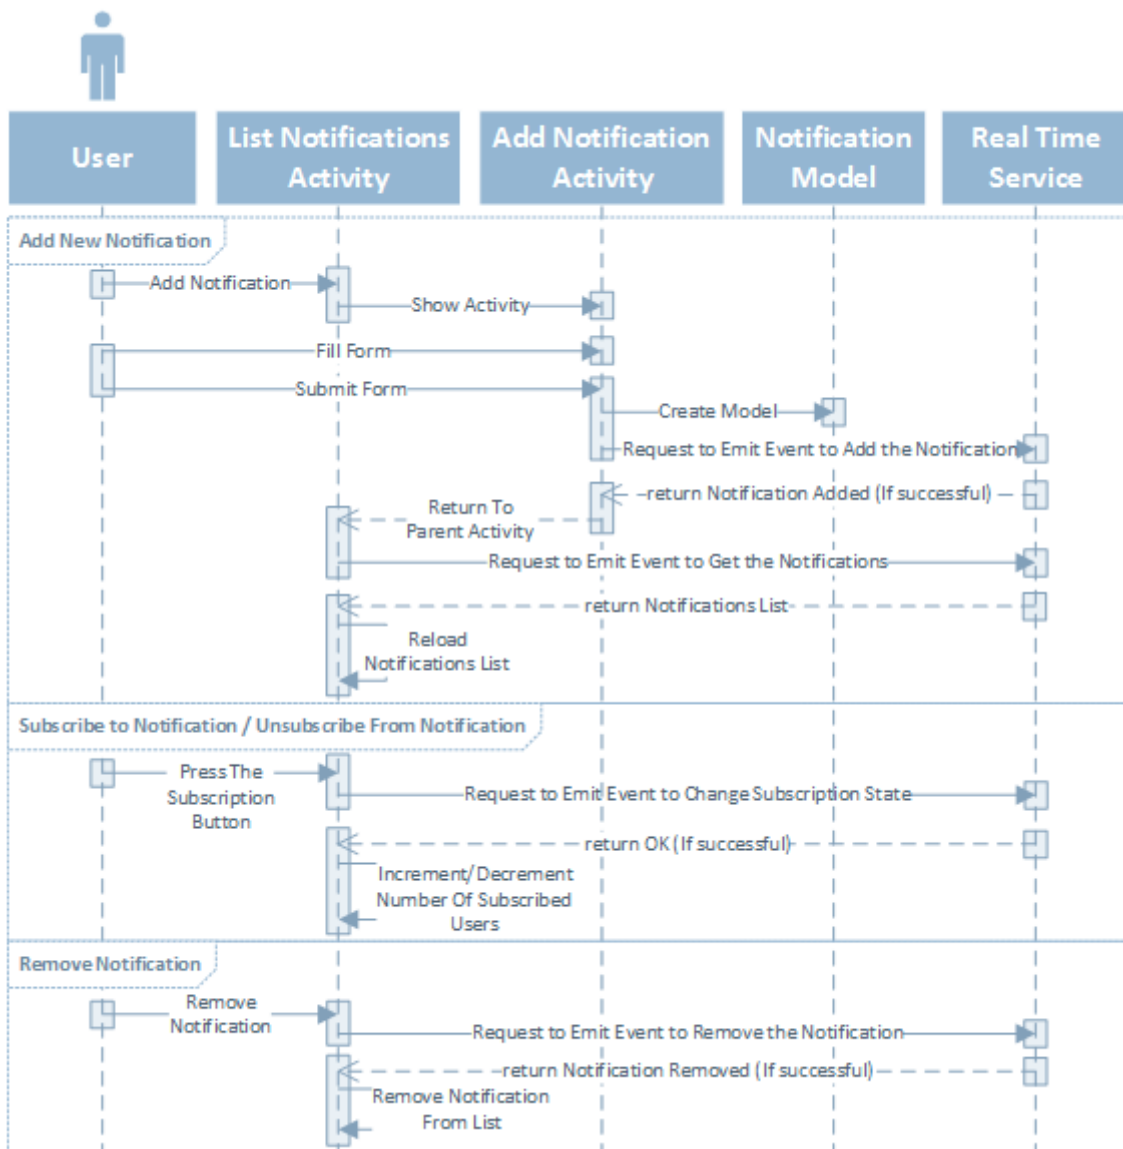 User
List Notifications
Activity
Add Notification
Activity
Notification
Model
Real Time
Service
Add New Notification
Add Notification
Show Activity
Fill Form
Submit Form
Create Model
Request to Emit Event to Add the Notification
return Notification Added (If successful)
Return To
Parent Activity
Request to Emit Event to Get the Notifications
return Notifications List
Reload
Notifications List
Subscribe to Notification / Unsubscribe From Notification
Press The
Subscription
Button
Request to Emit Event to Change Subscription State
return OK (If successful)
Increment/Decrement
Number Of Subscribed
Users
Remove Notification
Remove
Notification
Request to Emit Event to Remove the Notification
return Notification Removed (If successful)
Remove Notification
From List